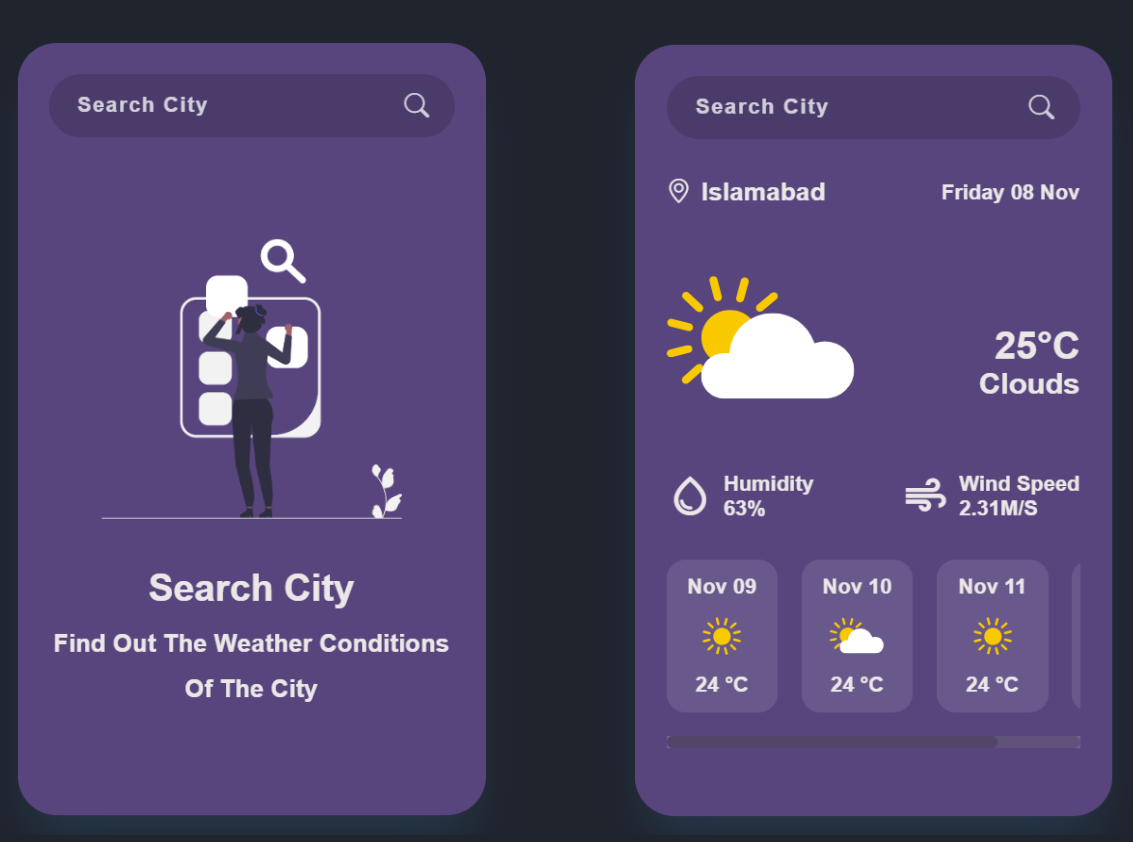 Search City
Search City
Find Out The Weather Conditions
Of The City
Search City
Islamabad
Friday 08 Nov
25°C
Clouds
Humidity
63%
Wind Speed
2.31M/S
Nov 09
24 °C
Nov 10
24 °C
Nov 11
24 °C